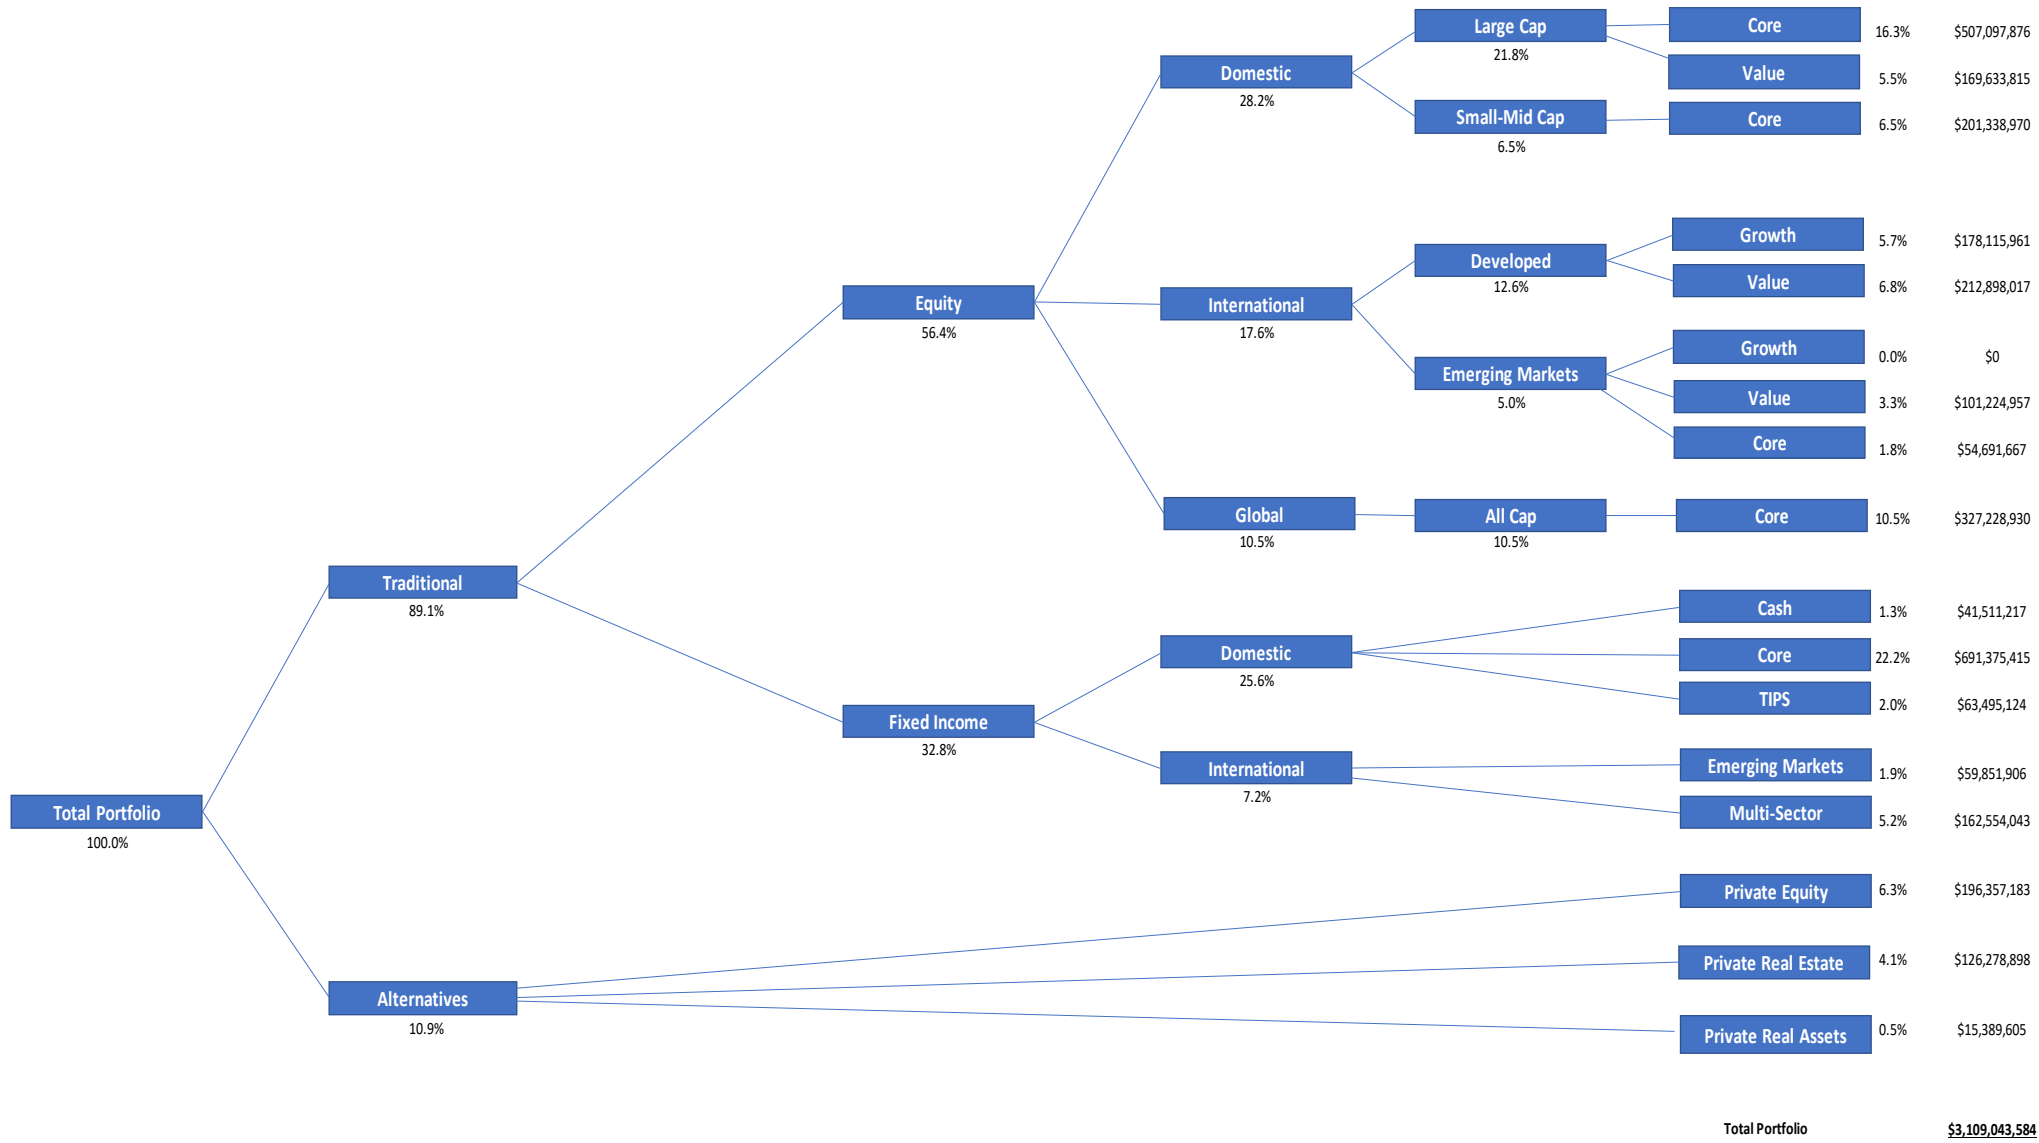 Large Cap
21.8%
Core
16.3% $507,097,876
Value
5.5% $169,633,815
Domestic
28.2%
Small-Mid Cap
6.5%
Core
6.5% $201,338,970
Growth
5.7% $178,115,961
Developed
12.6%
Value
6.8% $212,898,017
Equity
56.4%
International
17.6%
Growth
0.0% $0
Emerging Markets
5.0%
Value
3.3% $101,224,957
Core
1.8% $54,691,667
Global
10.5%
All Cap
10.5%
Core
10.5% $327,228,930
Traditional
89.1%
Cash
1.3% $41,511,217
Domestic
25.6%
Core
22.2% $691,375,415
TIPS
2.0% $63,495,124
Fixed Income
32.8%
International
7.2%
Emerging Markets
1.9% $59,851,906
Multi-Sector
5.2% $162,554,043
Total Portfolio
100.0%
Private Equity
6.3% $196,357,183
Private Real Estate
4.1% $126,278,898
Alternatives
10.9%
Private Real Assets
0.5% $15,389,605
Total Portfolio $3,109,043,584